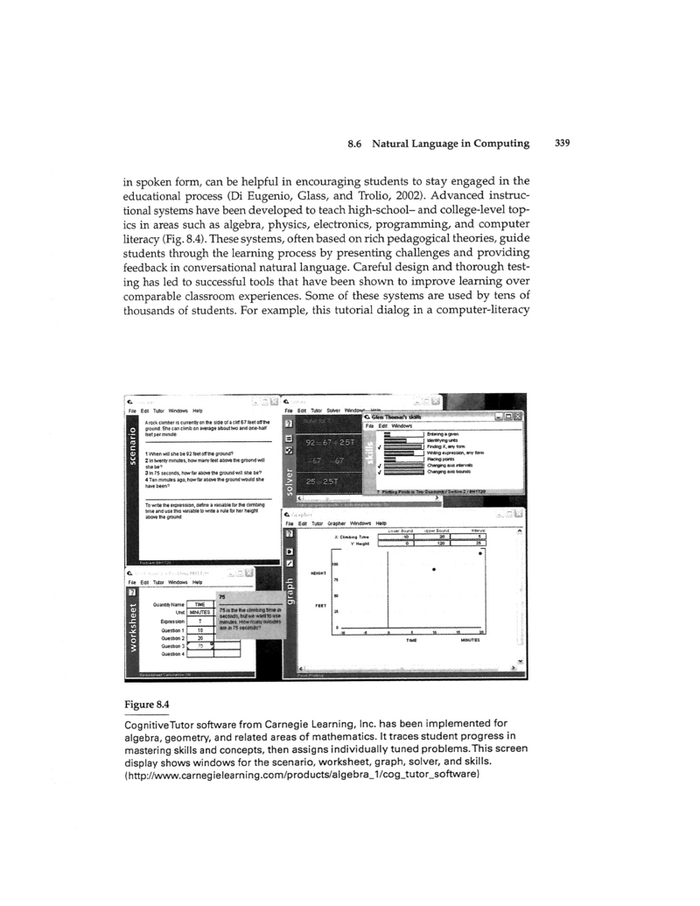 8.6 Natural Language in Computing 339
in spoken form, can be helpful in encouraging students to stay engaged in the
educational process (Di Eugenio, Glass, and Trolio, 2002). Advanced instruc-
tional systems have been developed to teach high-school– and college-level top-
ics in areas such as algebra, physics, electronics, programming, and computer
literacy (Fig. 8.4). These systems, often based on rich pedagogical theories, guide
students through the learning process by presenting challenges and providing
feedback in conversational natural language. Careful design and thorough test-
ing has led to successful tools that have been shown to improve learning over
comparable classroom experiences. Some of these systems are used by tens of
thousands of students. For example, this tutorial dialog in a computer-literacy
File Edit Tutor Windows Help
scenario
A rock climber is currently on the side of a cliff 67 feet off the
ground. She can climb on average about two and one-half
feet per minute
1 When will she be 92 feet off the ground?
2 In twenty minutes, how many feet above the ground will
she be?
3 In 75 seconds, how far above the ground will she be?
4 Ten minutes ago, how far above the ground would she
have been?
To write the expression, define a variable for the climbing
time and use this variable to write a rule for her height
above the ground
File Edit Tutor Solver Windows Help
solver
92 = 67 + 2.5T
-67 -67
25 = 2.5T
Glen Thomas's skills
File Edit Windows
skills
Entering a given
Identifying units
Finding X, any form
Writing expression, any form
Placing points
Changing axis intervals
Changing axis bounds
Grapher
File Edit Tutor Grapher Windows Help
graph
Lower Bound Upper Bound Interval
X Climbing Time
Y Height
HEIGHT
FEET
TIME MINUTES
File Edit Tutor Windows Help
worksheet
Quantity Name TIME
Unit MINUTES
Expression T
Question 1 10
Question 2 20
Question 3 75
Question 4
75
75 is the the climbing time in
seconds, but we want to use
minutes. How many minutes
are in 75 seconds?
Figure 8.4
CognitiveTutor software from Carnegie Learning, Inc. has been implemented for
algebra, geometry, and related areas of mathematics. It traces student progress in
mastering skills and concepts, then assigns individually tuned problems.This screen
display shows windows for the scenario, worksheet, graph, solver, and skills.
(http://www.carnegielearning.com/products/algebra_1/cog_tutor_software)